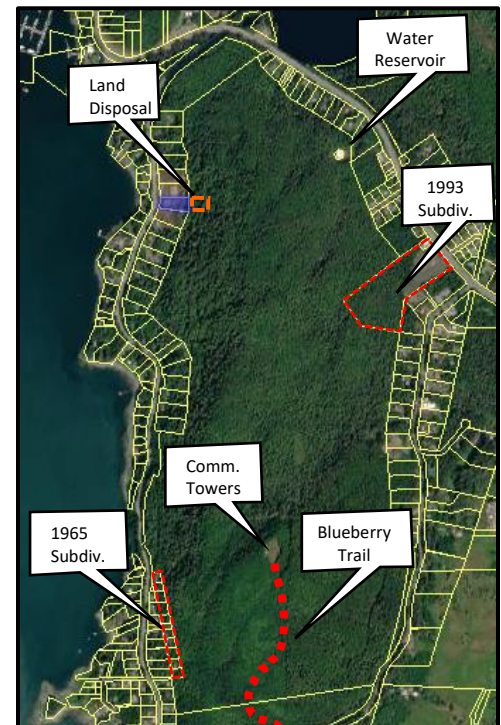 Water
Reservoir
Land
Disposal
1993
Subdiv.
Comm.
Towers
1965
Subdiv.
Blueberry
Trail